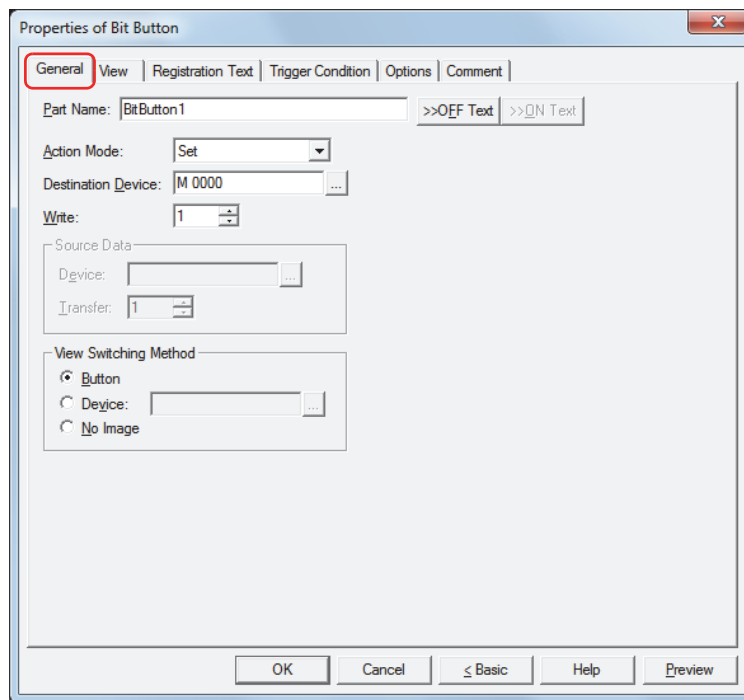 Properties of Bit Button
General View Registration Text Trigger Condition Options Comment
Part Name: BitButton1 >>OFF Text >>ON Text
Action Mode: Set
Destination Device: M 0000 ...
Write: 1
Source Data
Device: ...
Transfer: 1
View Switching Method
Button
Device: ...
No Image
OK Cancel < Basic Help Preview